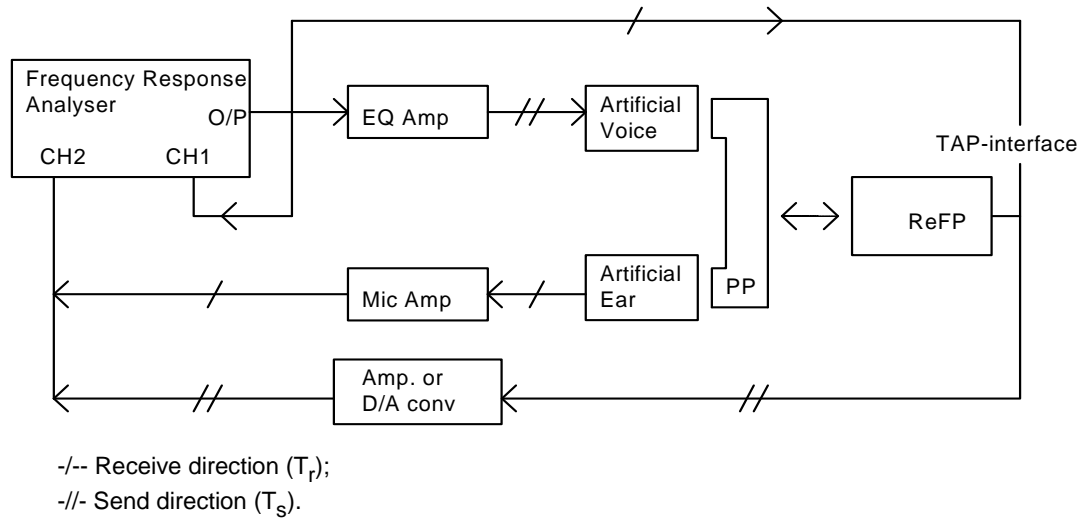 Frequency Response
Analyser
O/P
CH2
CH1
EQ Amp
Artificial
Voice
TAP-interface
ReFP
PP
Mic Amp
Artificial
Ear
Amp. or
D/A conv
-/-- Receive direction (Tr);
-//- Send direction (Ts).